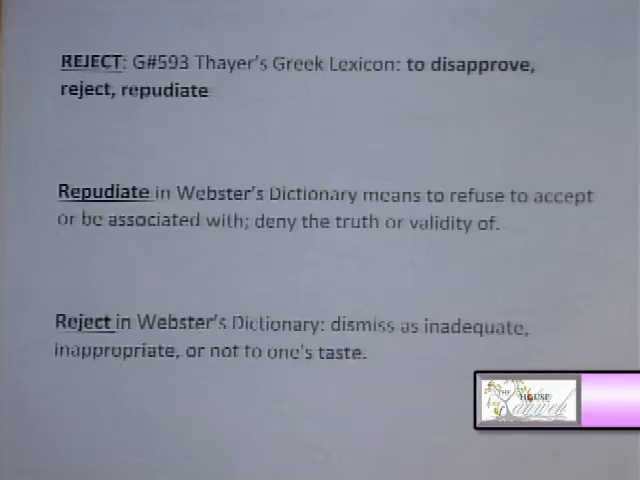 REJECT: G#593 Thayer's Greek Lexicon: to disapprove,
reject, repudiate
Repudiate in Webster's Dictionary means to refuse to accept
or be associated with; deny the truth or validity of.
Reject in Webster's Dictionary: dismiss as inadequate,
inappropriate, or not to one's taste.
THE
HOUSE